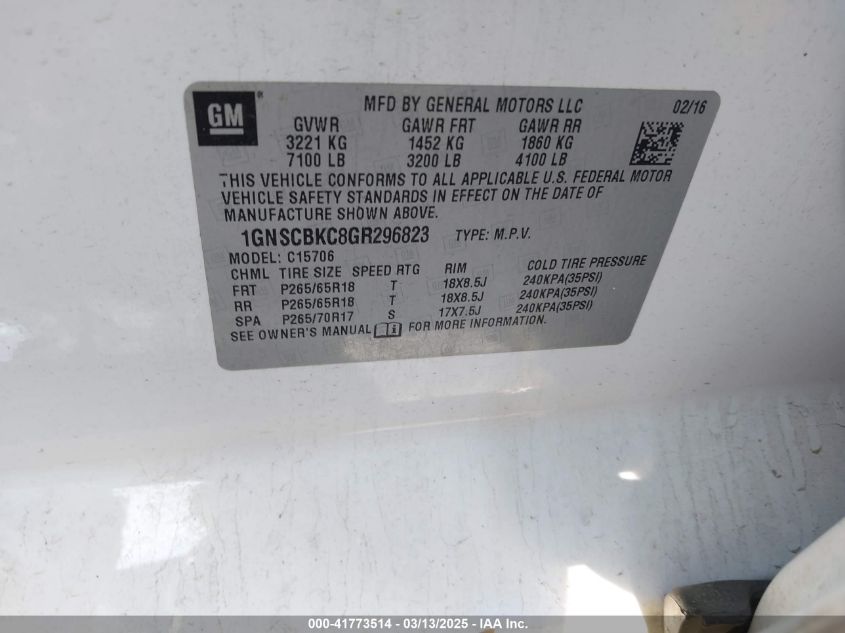 GM
MFD BY GENERAL MOTORS LLC 02/16
GVWR GAWR FRT GAWR RR
3221 KG 1452 KG 1860 KG
7100 LB 3200 LB 4100 LB
THIS VEHICLE CONFORMS TO ALL APPLICABLE U.S. FEDERAL MOTOR
VEHICLE SAFETY STANDARDS IN EFFECT ON THE DATE OF
MANUFACTURE SHOWN ABOVE.
1GNSCBKC8GR296823 TYPE: M.P.V.
MODEL: C15706
CHML TIRE SIZE SPEED RTG RIM COLD TIRE PRESSURE
FRT P265/65R18 T 18X8.5J 240KPA(35PSI)
RR P265/65R18 T 18X8.5J 240KPA(35PSI)
SPA P265/70R17 S 17X7.5J 240KPA(35PSI)
SEE OWNER'S MANUAL FOR MORE INFORMATION.
000-41773514 - 03/13/2025 - IAA, Inc.